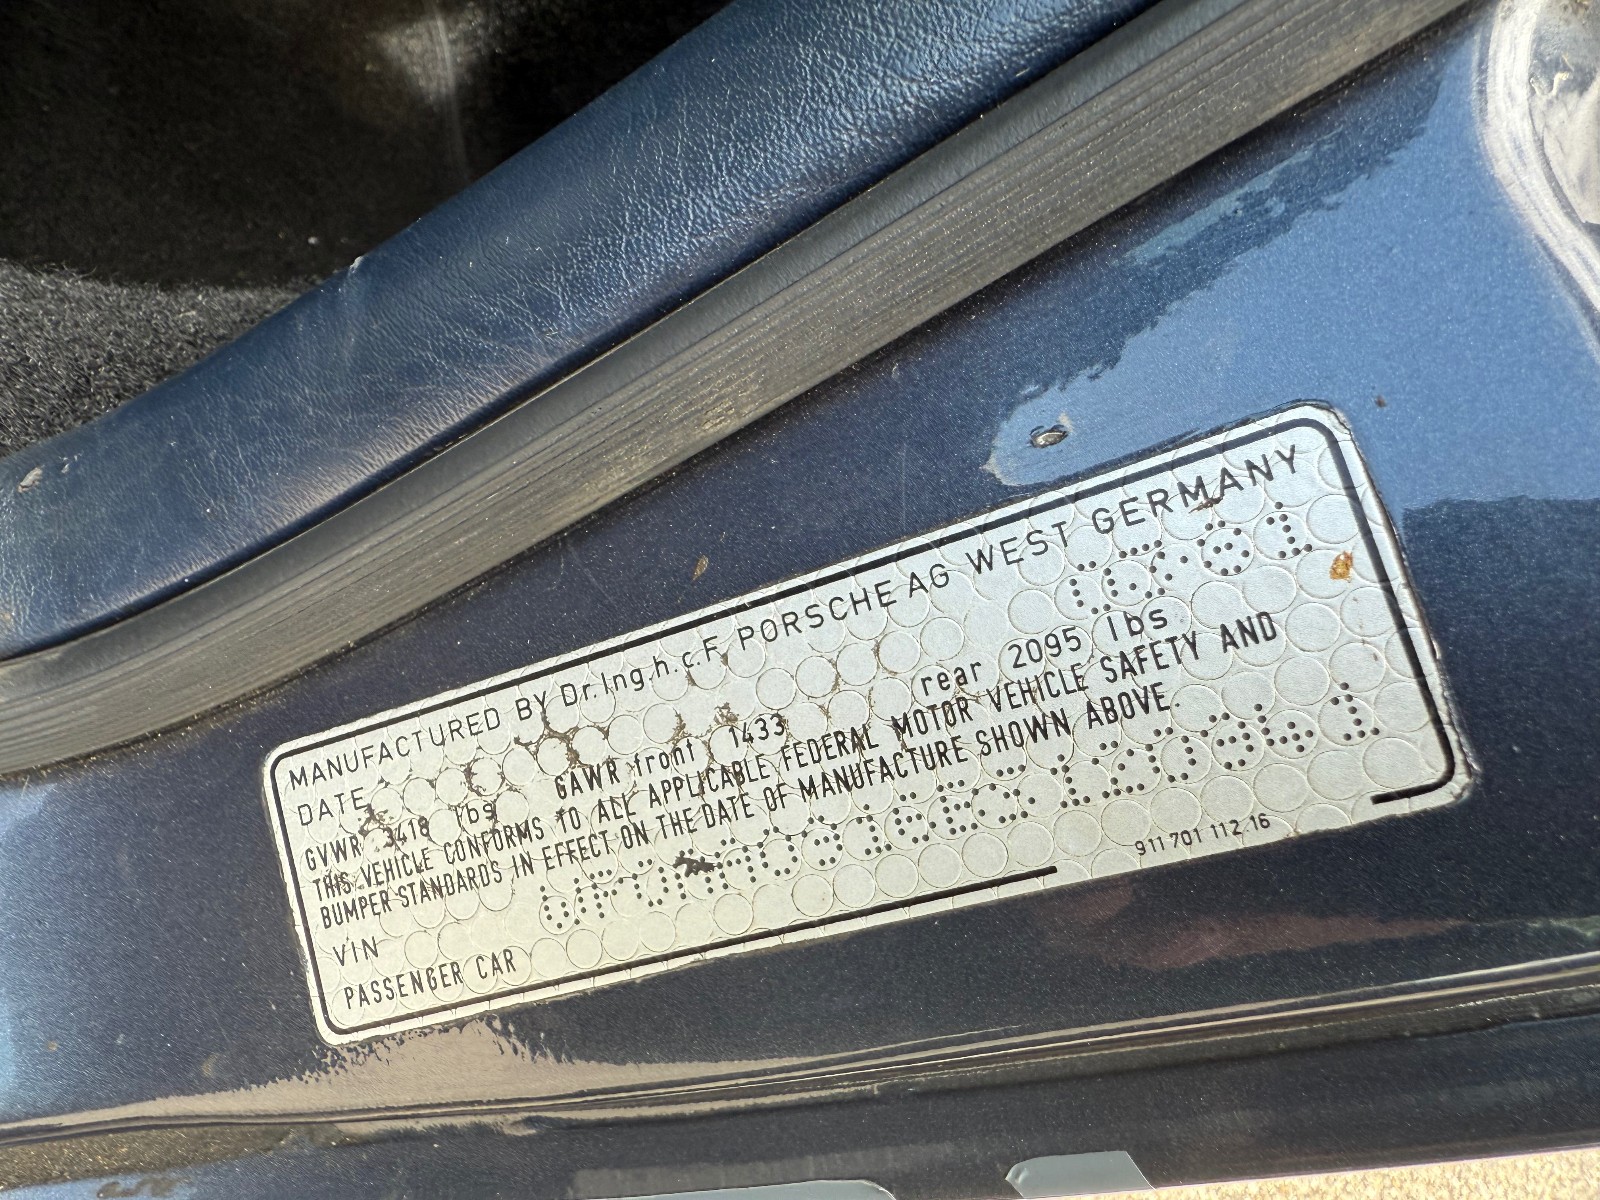 MANUFACTURED BY Dr.Ing.h.c.F. PORSCHE AG WEST GERMANY
DATE
GVWR 3418 lbs GAWR front 1433 rear 2095 lbs
THIS VEHICLE CONFORMS TO ALL APPLICABLE FEDERAL MOTOR VEHICLE SAFETY AND
BUMPER STANDARDS IN EFFECT ON THE DATE OF MANUFACTURE SHOWN ABOVE.
VIN
PASSENGER CAR
911 701 112 16